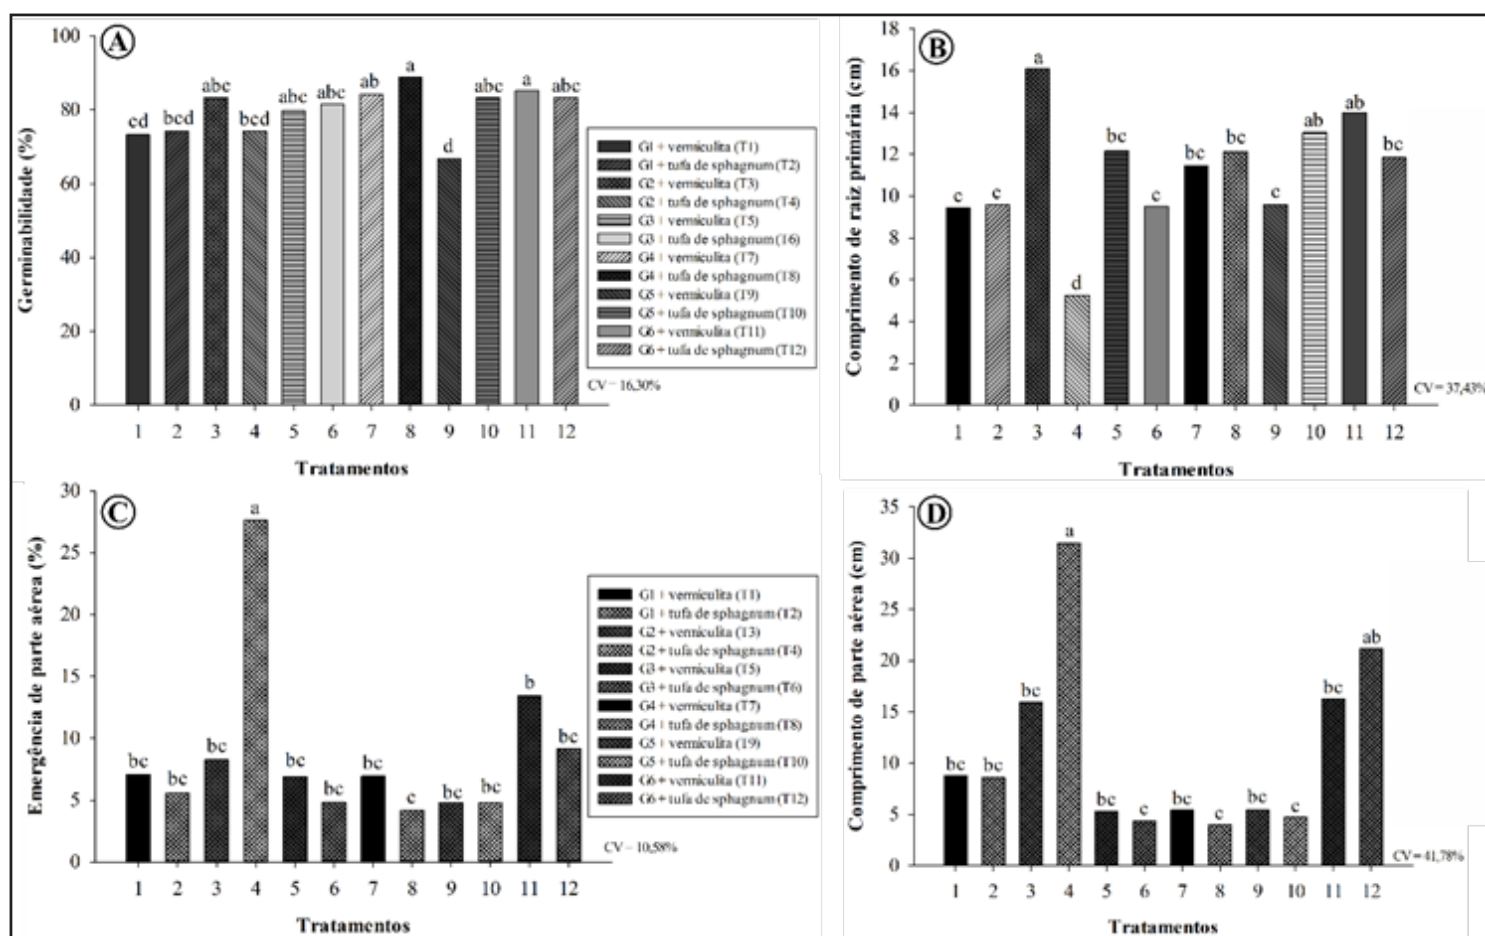 A
Germinabilidade (%)
100
80
60
40
20
0
cd bcd abc bcd abc abc ab a d abc a abc
1 2 3 4 5 6 7 8 9 10 11 12
Tratamentos
G1 + vermiculita (T1)
G1 + tufa de sphagnum (T2)
G2 + vermiculita (T3)
G2 + tufa de sphagnum (T4)
G3 + vermiculita (T5)
G3 + tufa de sphagnum (T6)
G4 + vermiculita (T7)
G4 + tufa de sphagnum (T8)
G5 + vermiculita (T9)
G5 + tufa de sphagnum (T10)
G6 + vermiculita (T11)
G6 + tufa de sphagnum (T12)
CV = 16,30%
B
Comprimento de raiz primária (cm)
18
16
14
12
10
8
6
4
2
0
c c a d bc c bc bc c ab ab bc
1 2 3 4 5 6 7 8 9 10 11 12
Tratamentos
CV = 37,43%
C
Emergência de parte aérea (%)
30
25
20
15
10
5
0
bc bc bc a bc bc bc c bc bc b bc
1 2 3 4 5 6 7 8 9 10 11 12
Tratamentos
G1 + vermiculita (T1)
G1 + tufa de sphagnum (T2)
G2 + vermiculita (T3)
G2 + tufa de sphagnum (T4)
G3 + vermiculita (T5)
G3 + tufa de sphagnum (T6)
G4 + vermiculita (T7)
G4 + tufa de sphagnum (T8)
G5 + vermiculita (T9)
G5 + tufa de sphagnum (T10)
G6 + vermiculita (T11)
G6 + tufa de sphagnum (T12)
CV = 10,58%
D
Comprimento de parte aérea (cm)
35
30
25
20
15
10
5
0
bc bc bc a bc c bc c bc c bc ab
1 2 3 4 5 6 7 8 9 10 11 12
Tratamentos
CV = 41,78%